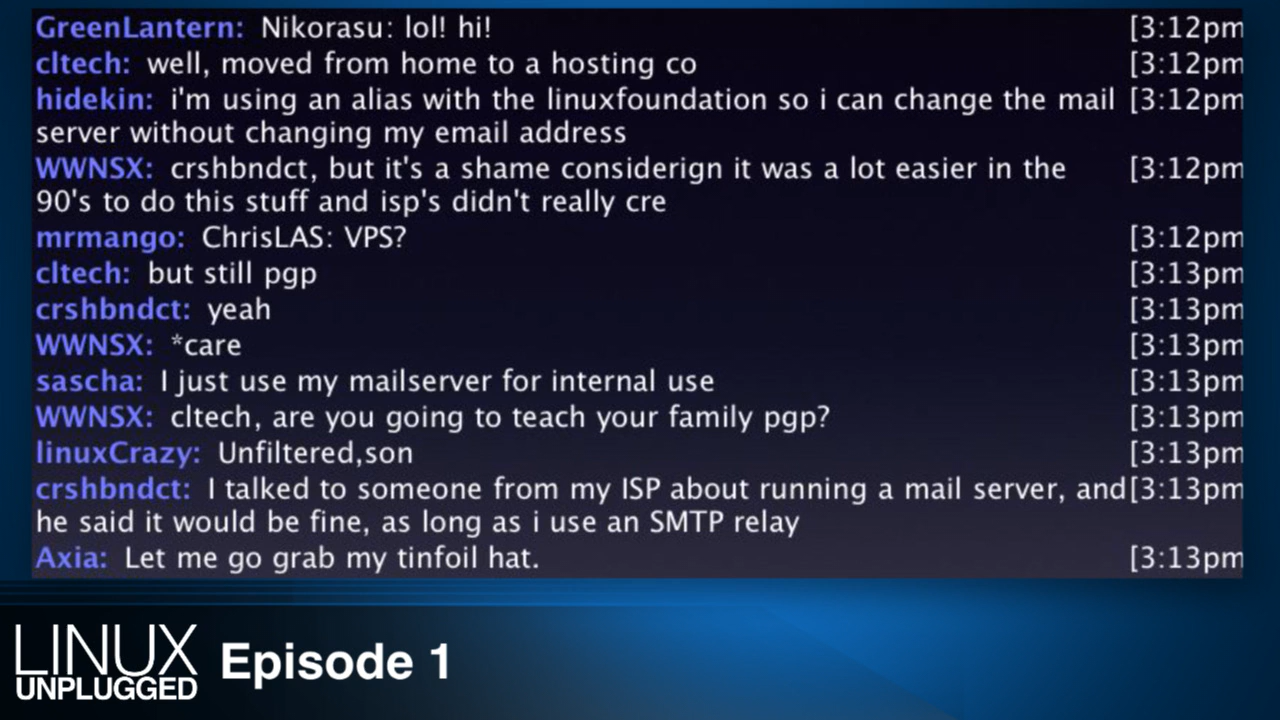 GreenLantern: Nikorasu: lol! hi! [3:12pm
cltech: well, moved from home to a hosting co [3:12pm
hidekin: i'm using an alias with the linuxfoundation so i can change the mail [3:12pm
server without changing my email address
WWNSX: crshbndct, but it's a shame considerign it was a lot easier in the [3:12pm
90's to do this stuff and isp's didn't really cre
mrmango: ChrisLAS: VPS? [3:12pm
cltech: but still pgp [3:13pm
crshbndct: yeah [3:13pm
WWNSX: *care [3:13pm
sascha: I just use my mailserver for internal use [3:13pm
WWNSX: cltech, are you going to teach your family pgp? [3:13pm
linuxCrazy: Unfiltered,son [3:13pm
crshbndct: I talked to someone from my ISP about running a mail server, and [3:13pm
he said it would be fine, as long as i use an SMTP relay
Axia: Let me go grab my tinfoil hat. [3:13pm
LINUX
UNPLUGGED
Episode 1